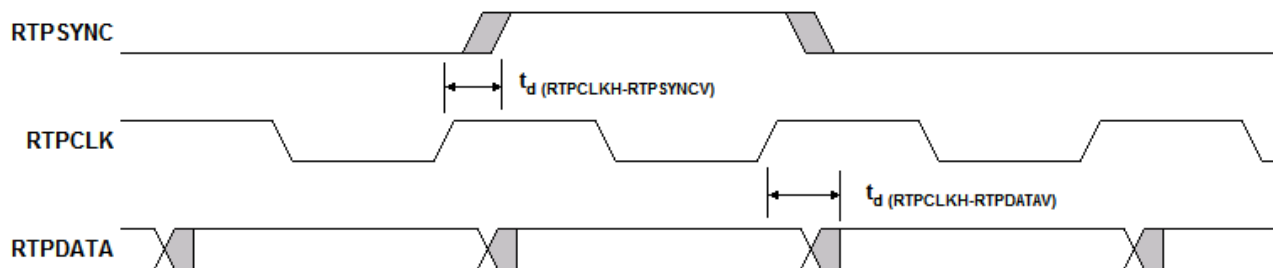 RTPSYNC
td (RTPCLKH-RTPSYNCV)
RTPCLK
td (RTPCLKH-RTPDATAV)
RTPDATA